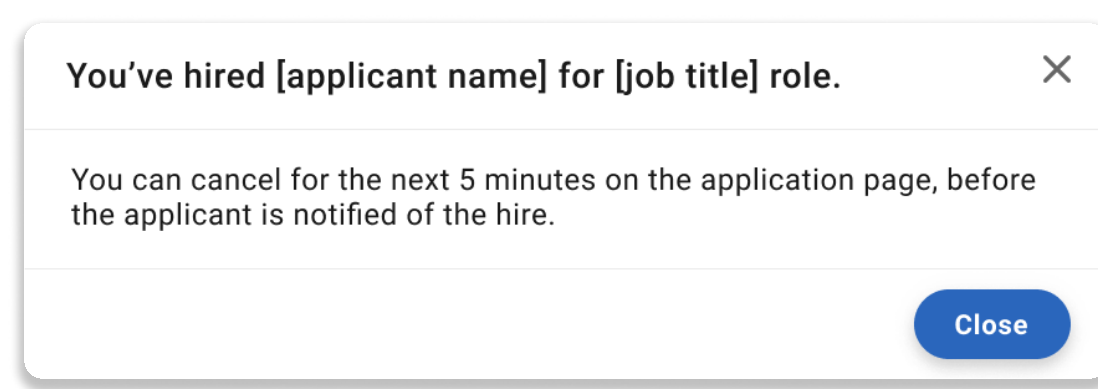 You’ve hired [applicant name] for [job title] role.
You can cancel for the next 5 minutes on the application page, before
the applicant is notified of the hire.
Close